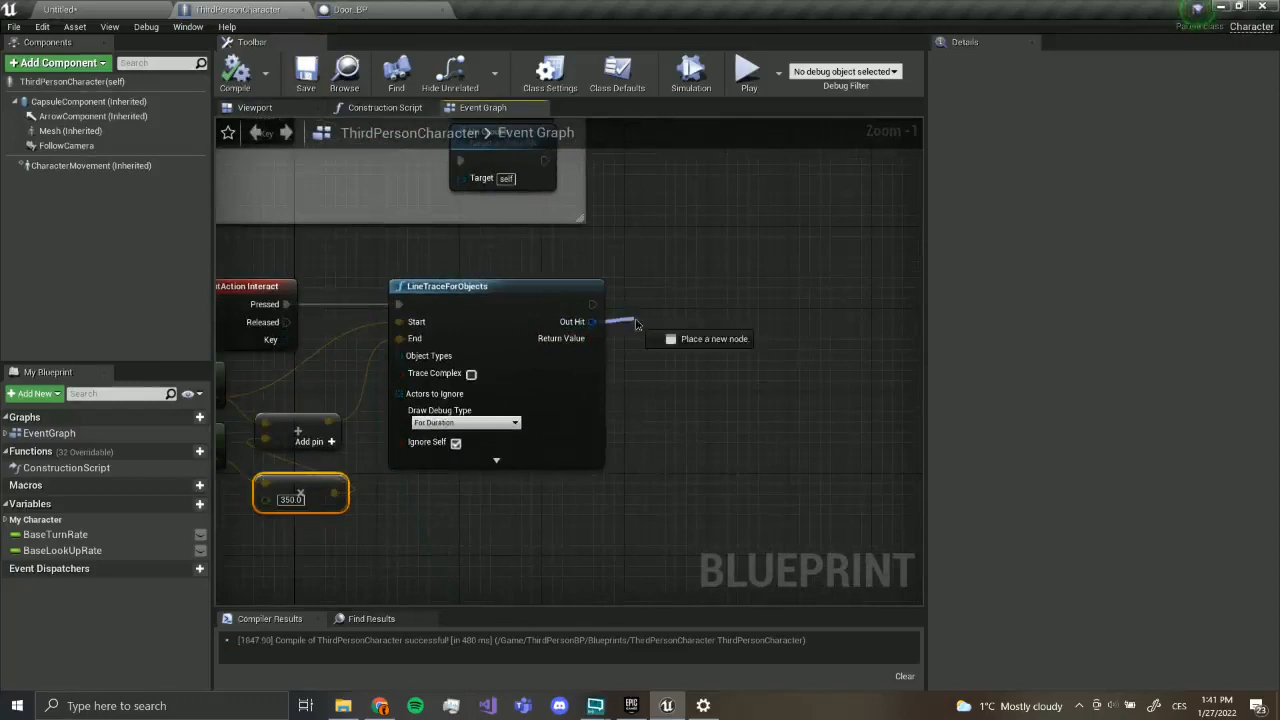 Untitled*
ThirdPersonCharacter
Door_BP
File
Edit
Asset
View
Debug
Window
Help
Parent Class:
Character
Components
Toolbar
Details
Add Component
Search
Compile
Save
Browse
Find
Hide Unrelated
Class Settings
Class Defaults
Simulation
Play
No debug object selected
Debug Filter
ThirdPersonCharacter(self)
CapsuleComponent (Inherited)
ArrowComponent (Inherited)
Mesh (Inherited)
FollowCamera
CharacterMovement (Inherited)
Viewport
Construction Script
Event Graph
Key
ThirdPersonCharacter > Event Graph
Zoom -1
Target
self
utAction Interact
Pressed
Released
Key
LineTraceForObjects
Start
End
Object Types
Trace Complex
Actors to Ignore
Draw Debug Type
For Duration
Ignore Self
Out Hit
Return Value
Place a new node.
Add pin
350.0
BLUEPRINT
My Blueprint
Add New
Search
Graphs
EventGraph
Functions (32 Overridable)
ConstructionScript
Macros
Variables
My Character
BaseTurnRate
BaseLookUpRate
Event Dispatchers
Compiler Results
Find Results
[1847.90] Compile of ThirdPersonCharacter successful! [in 480 ms] (/Game/ThirdPersonBP/Blueprints/ThirdPersonCharacter.ThirdPersonCharacter)
Clear
Type here to search
1°C Mostly cloudy
CES
1:41 PM
1/27/2022
23